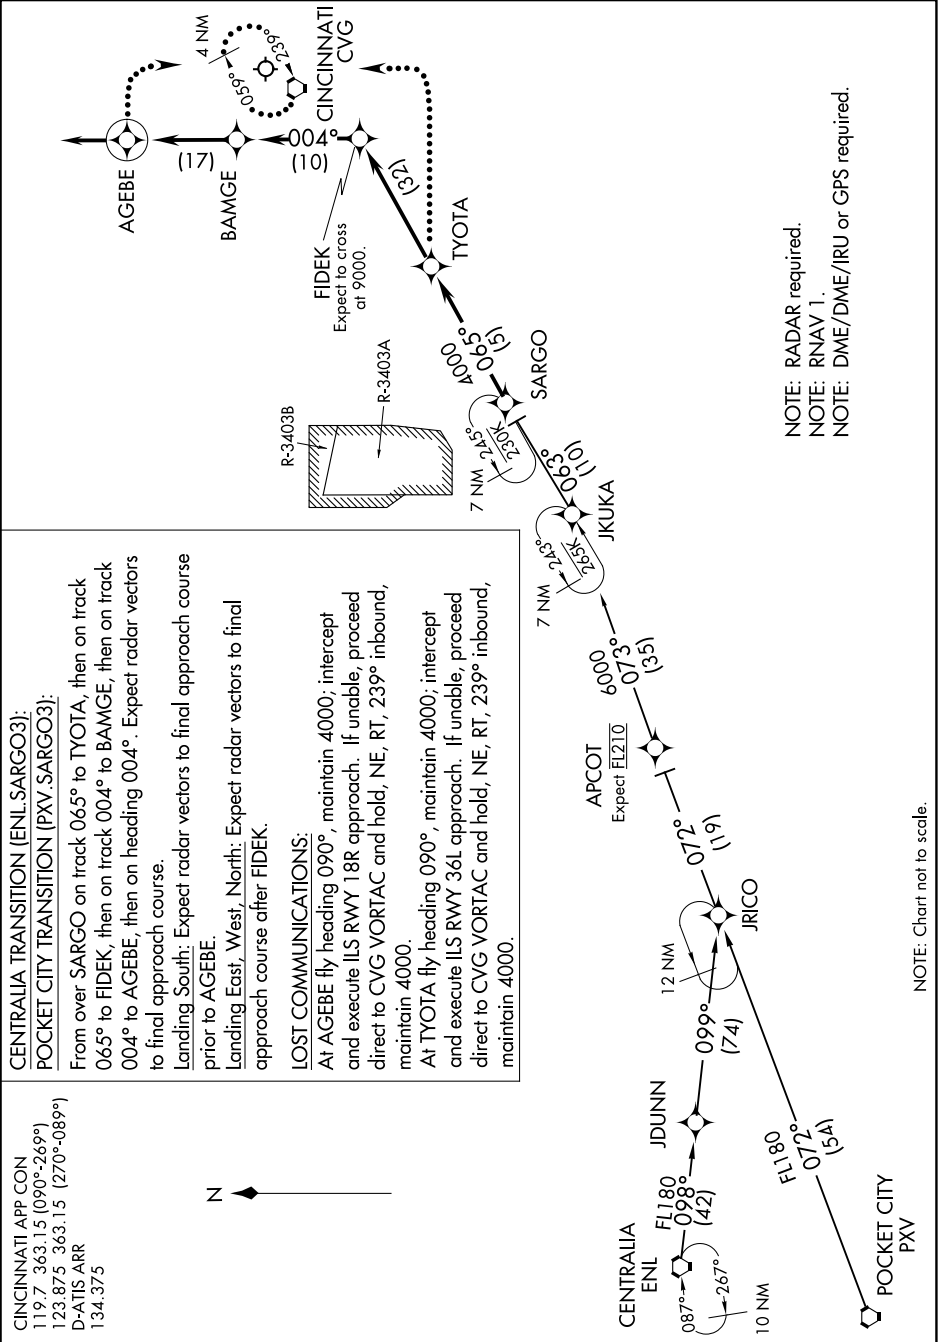 CINCINNATI APP CON
119.7 363.15 (090°-269°)
123.875 363.15 (270°-089°)
D-ATIS ARR
134.375
CENTRALIA TRANSITION (ENL.SARGO3):
POCKET CITY TRANSITION (PXV.SARGO3):
From over SARGO on track 065° to TYOTA, then on track
065° to FIDEK, then on track 004° to BAMGE, then on track
004° to AGEBE, then on heading 004°. Expect radar vectors
to final approach course.
Landing South: Expect radar vectors to final approach course
prior to AGEBE.
Landing East, West, North: Expect radar vectors to final
approach course after FIDEK.
LOST COMMUNICATIONS:
At AGEBE fly heading 090°, maintain 4000; intercept
and execute ILS RWY 18R approach. If unable, proceed
direct to CVG VORTAC and hold, NE, RT, 239° inbound,
maintain 4000.
At TYOTA fly heading 090°, maintain 4000; intercept
and execute ILS RWY 36L approach. If unable, proceed
direct to CVG VORTAC and hold, NE, RT, 239° inbound,
maintain 4000.
N
AGEBE
(17)
BAMGE
004°
(10)
4 NM
059°
239°
CINCINNATI
CVG
FIDEK
Expect to cross
at 9000.
(32)
TYOTA
R-3403B
R-3403A
4000
065°
(5)
SARGO
7 NM
245°
230K
063°
(10)
JKUKA
7 NM
243°
265K
6000
073°
(35)
APCOT
Expect FL210
072°
(19)
JRICO
12 NM
099°
(74)
JDUNN
FL180
098°
(42)
CENTRALIA
ENL
087°
267°
10 NM
FL180
072°
(54)
POCKET CITY
PXV
NOTE: RADAR required.
NOTE: RNAV 1.
NOTE: DME/DME/IRU or GPS required.
NOTE: Chart not to scale.